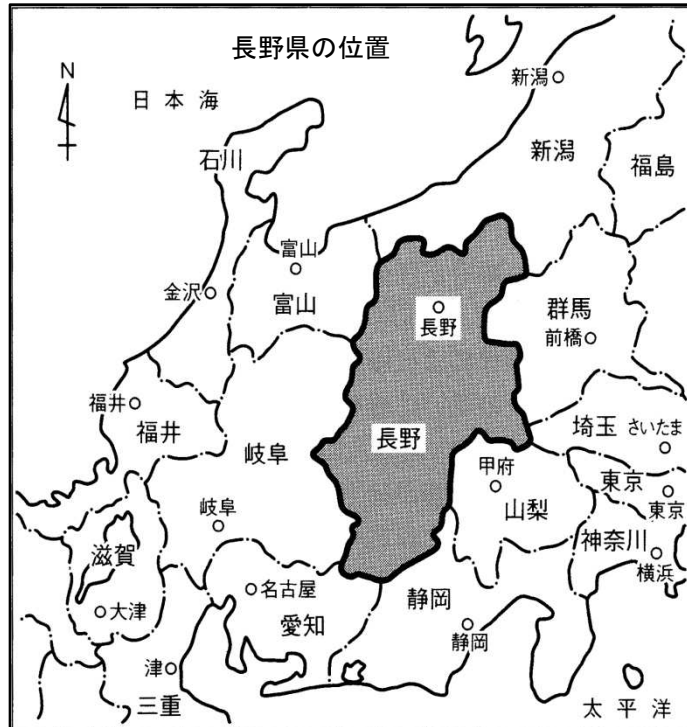 長野県の位置
N
日本海
新潟
石川
新潟
福島
富山
金沢
富山
長野
群馬
前橋
福井
福井
岐阜
長野
埼玉
さいたま
甲府
東京
東京
岐阜
山梨
神奈川
横浜
滋賀
大津
名古屋
愛知
静岡
静岡
津
三重
太平洋